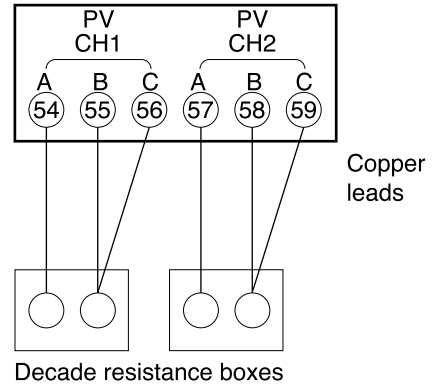 PV PV
CH1 CH2
A B C A B C
54 55 56 57 58 59
Copper
leads
Decade resistance boxes